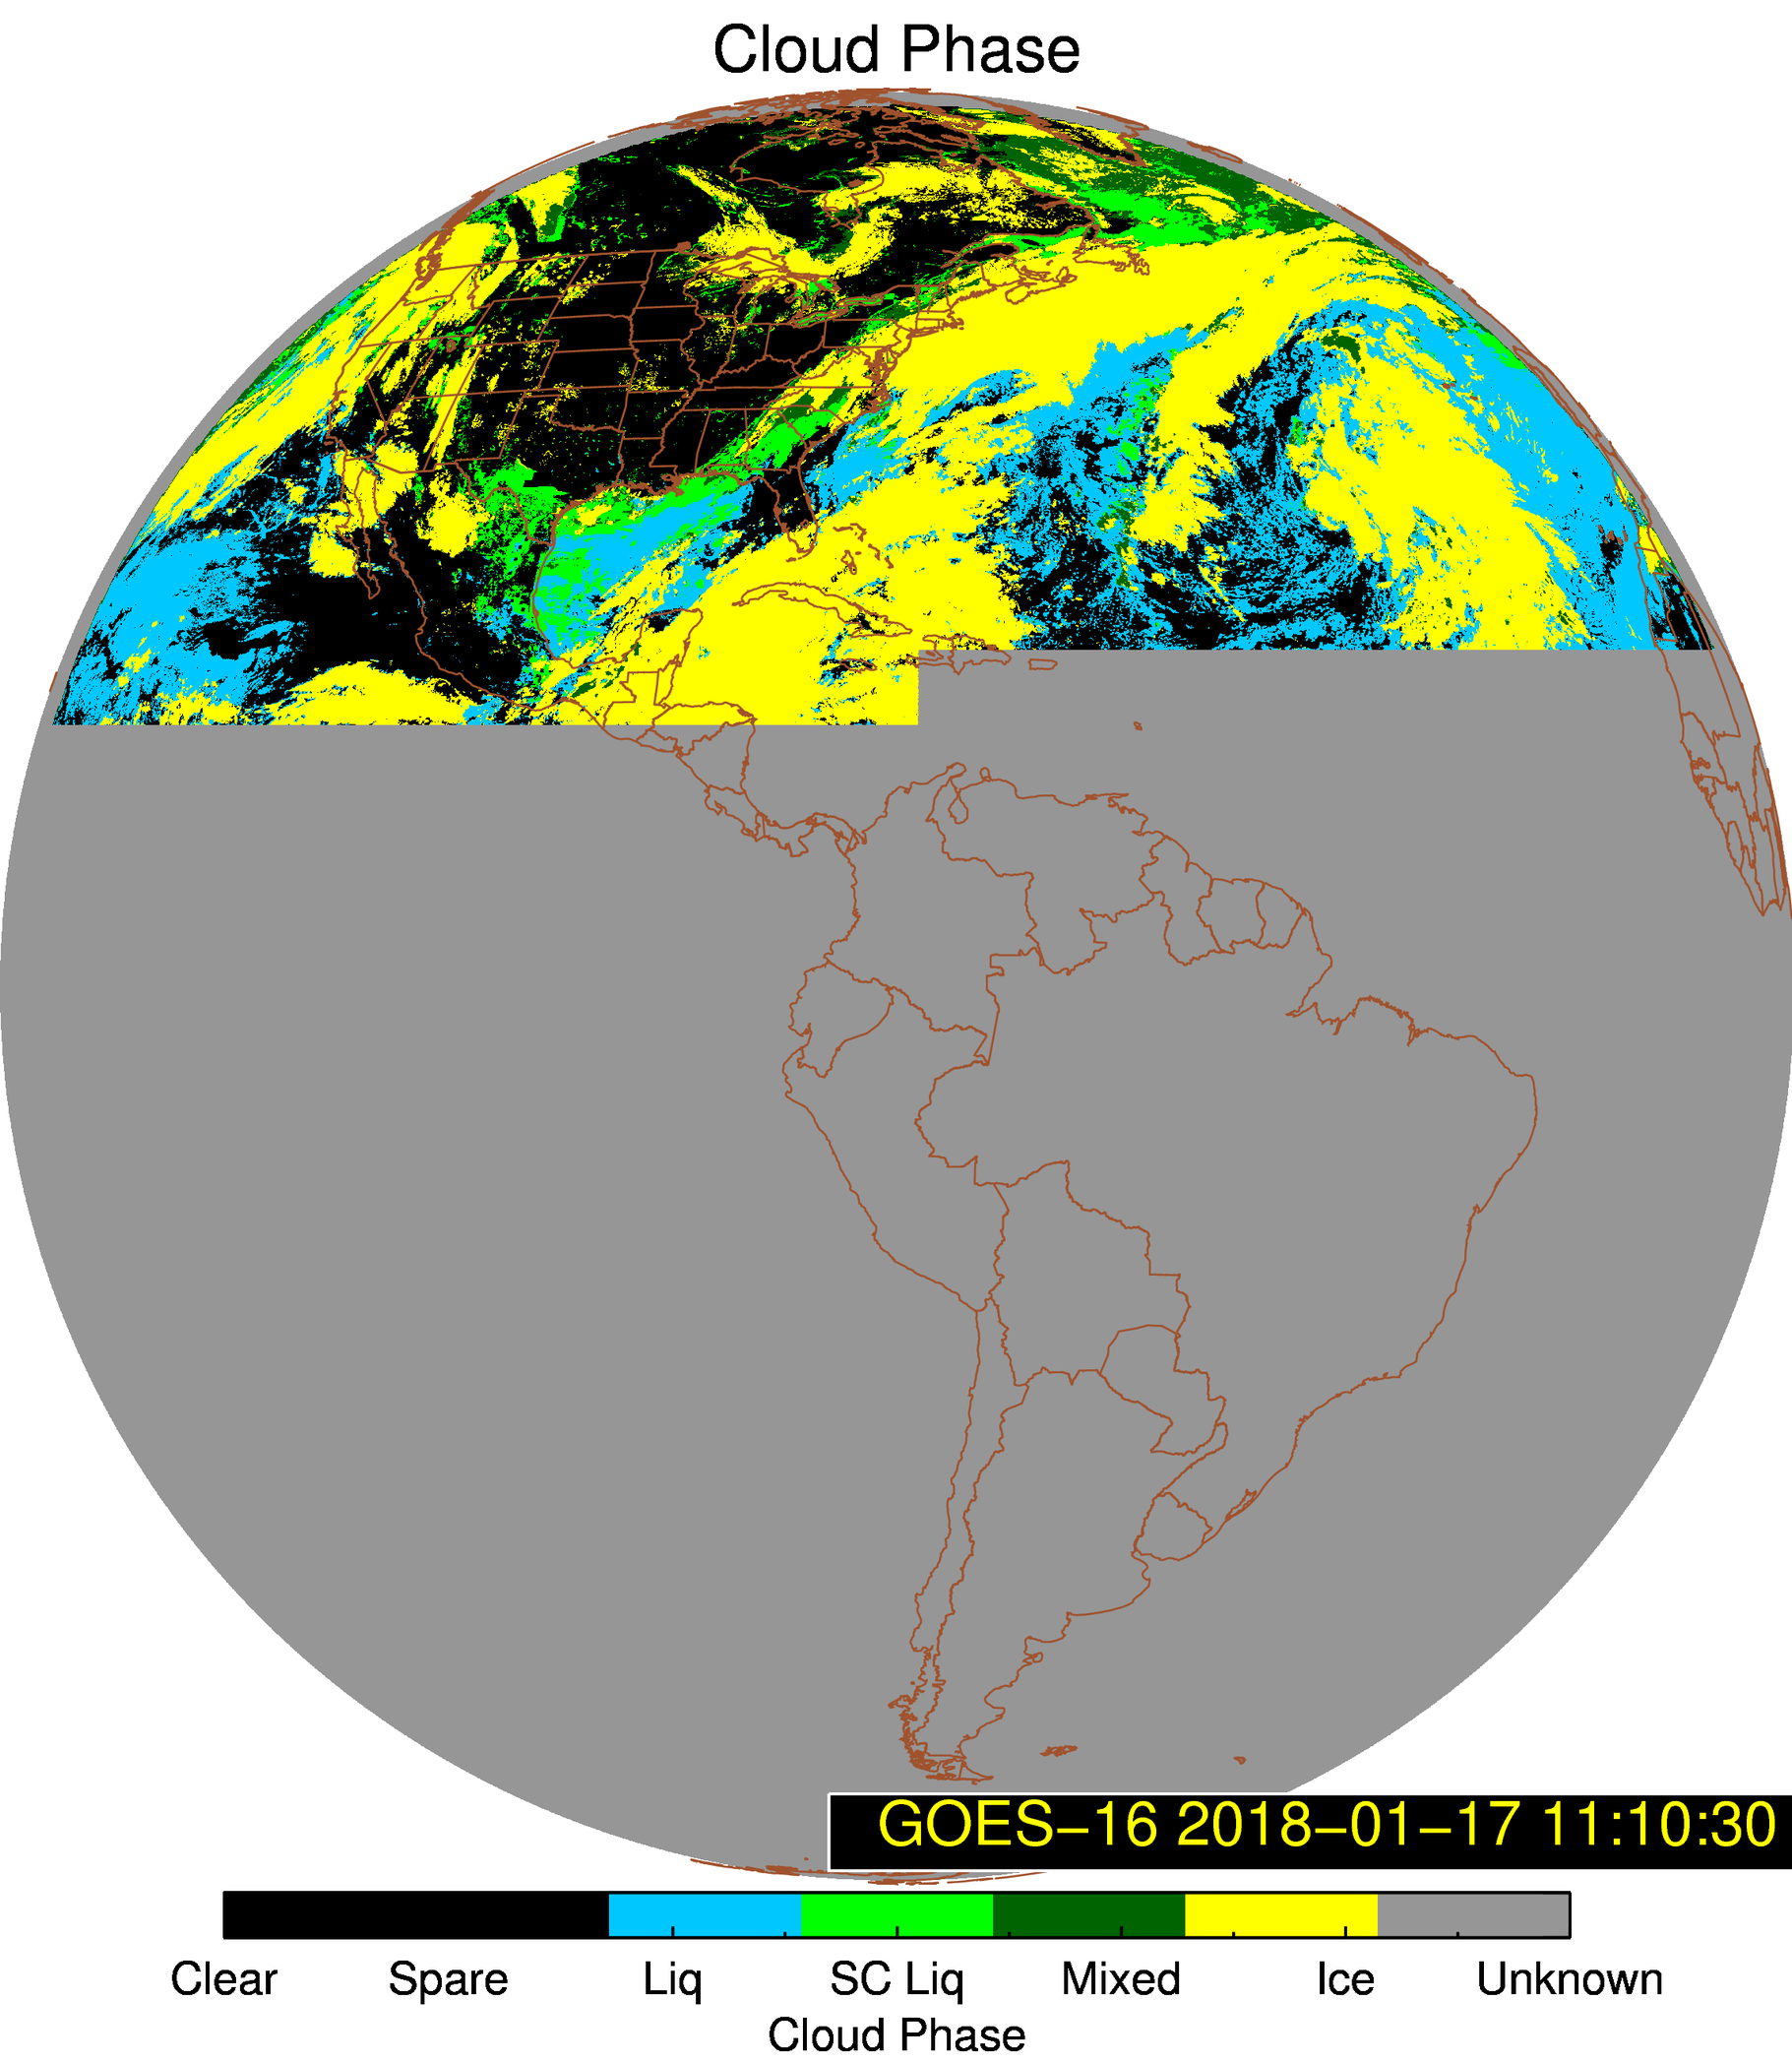 Cloud Phase
GOES−16 2018−01−17 11:10:30
Clear Spare Liq SC Liq Mixed Ice Unknown
Cloud Phase